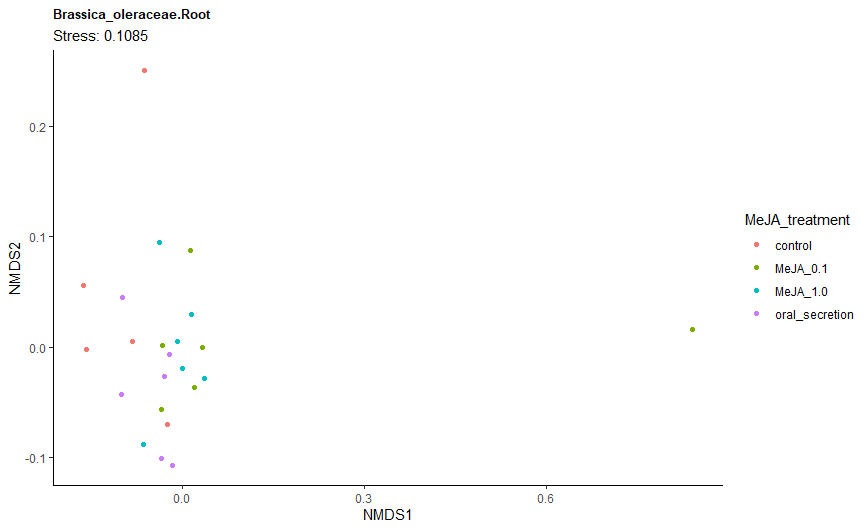 Brassica_oleraceae.Root
Stress: 0.1085
0.2
0.1
0.0
-0.1
NMDS2
0.0
0.3
0.6
NMDS1
MeJA_treatment
control
MeJA_0.1
MeJA_1.0
oral_secretion